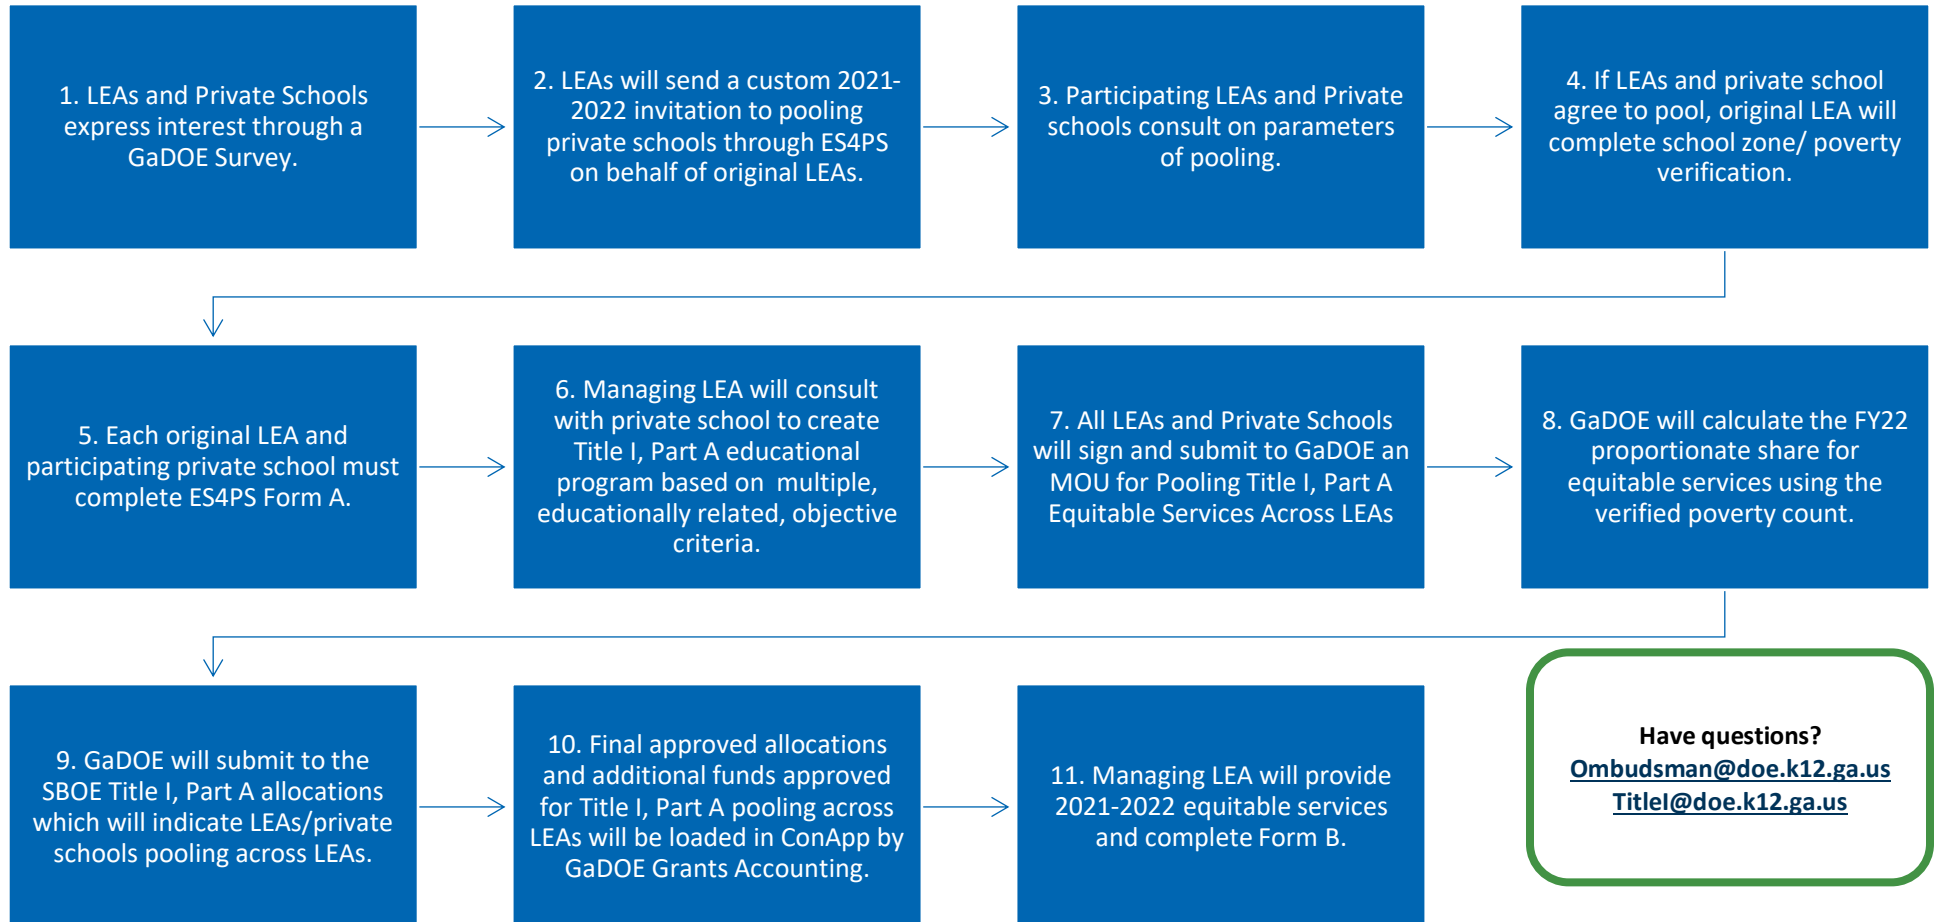 1. LEAs and Private Schools
express interest through a
GaDOE Survey.
2. LEAs will send a custom 2021-
2022 invitation to pooling
private schools through ES4PS
on behalf of original LEAs.
3. Participating LEAs and Private
schools consult on parameters
of pooling.
4. If LEAs and private school
agree to pool, original LEA will
complete school zone/ poverty
verification.
5. Each original LEA and
participating private school must
complete ES4PS Form A.
6. Managing LEA will consult
with private school to create
Title I, Part A educational
program based on multiple,
educationally related, objective
criteria.
7. All LEAs and Private Schools
will sign and submit to GaDOE an
MOU for Pooling Title I, Part A
Equitable Services Across LEAs
8. GaDOE will calculate the FY22
proportionate share for
equitable services using the
verified poverty count.
9. GaDOE will submit to the
SBOE Title I, Part A allocations
which will indicate LEAs/private
schools pooling across LEAs.
10. Final approved allocations
and additional funds approved
for Title I, Part A pooling across
LEAs will be loaded in ConApp by
GaDOE Grants Accounting.
11. Managing LEA will provide
2021-2022 equitable services
and complete Form B.
Have questions?
Ombudsman@doe.k12.ga.us
TitleI@doe.k12.ga.us